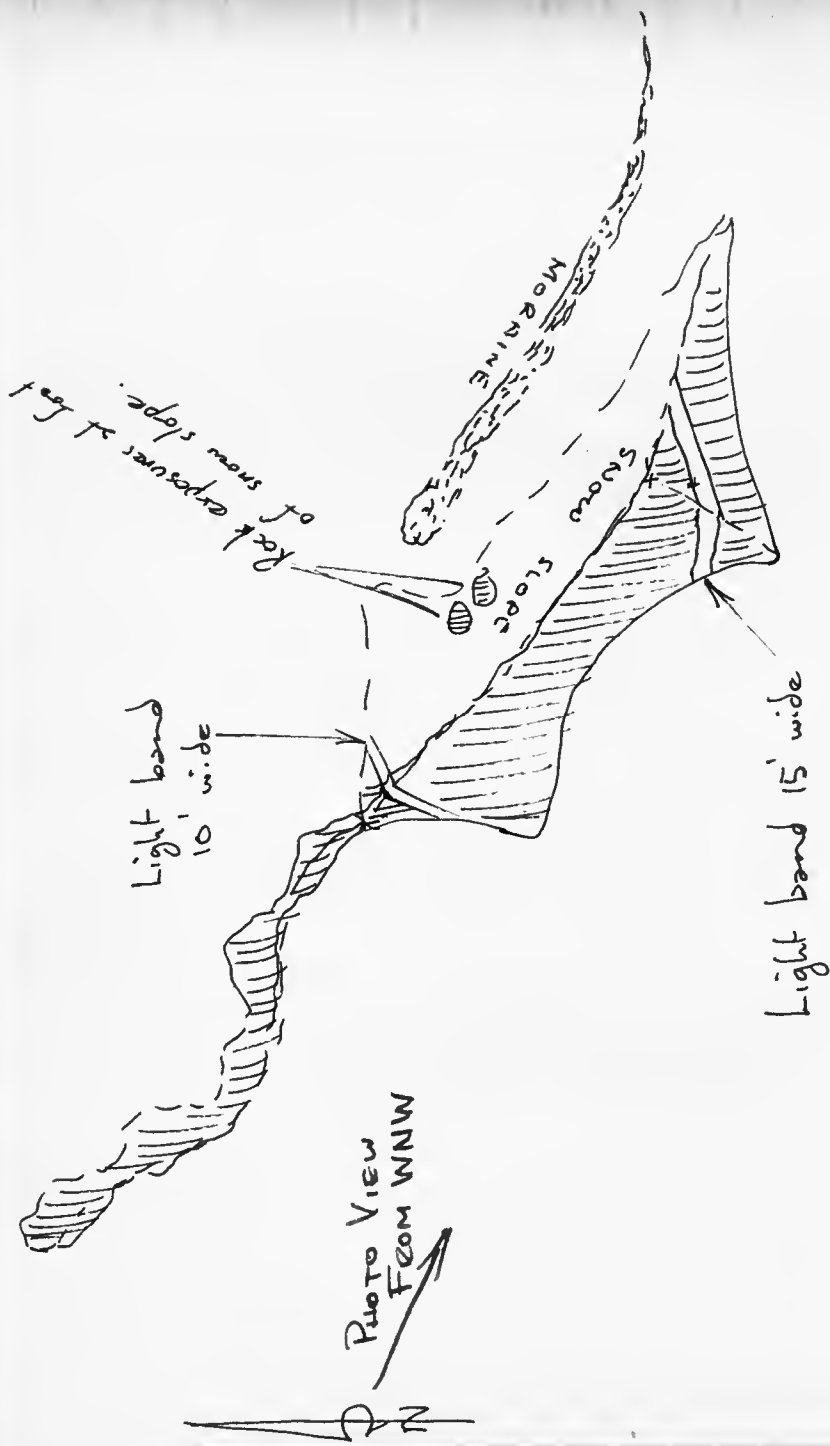 Rock exposures at foot
of snow slope.
MORAINE
SNOW SLOPE
Light band
10' wide
Light band 15' wide
PHOTO VIEW
FROM WNW
N